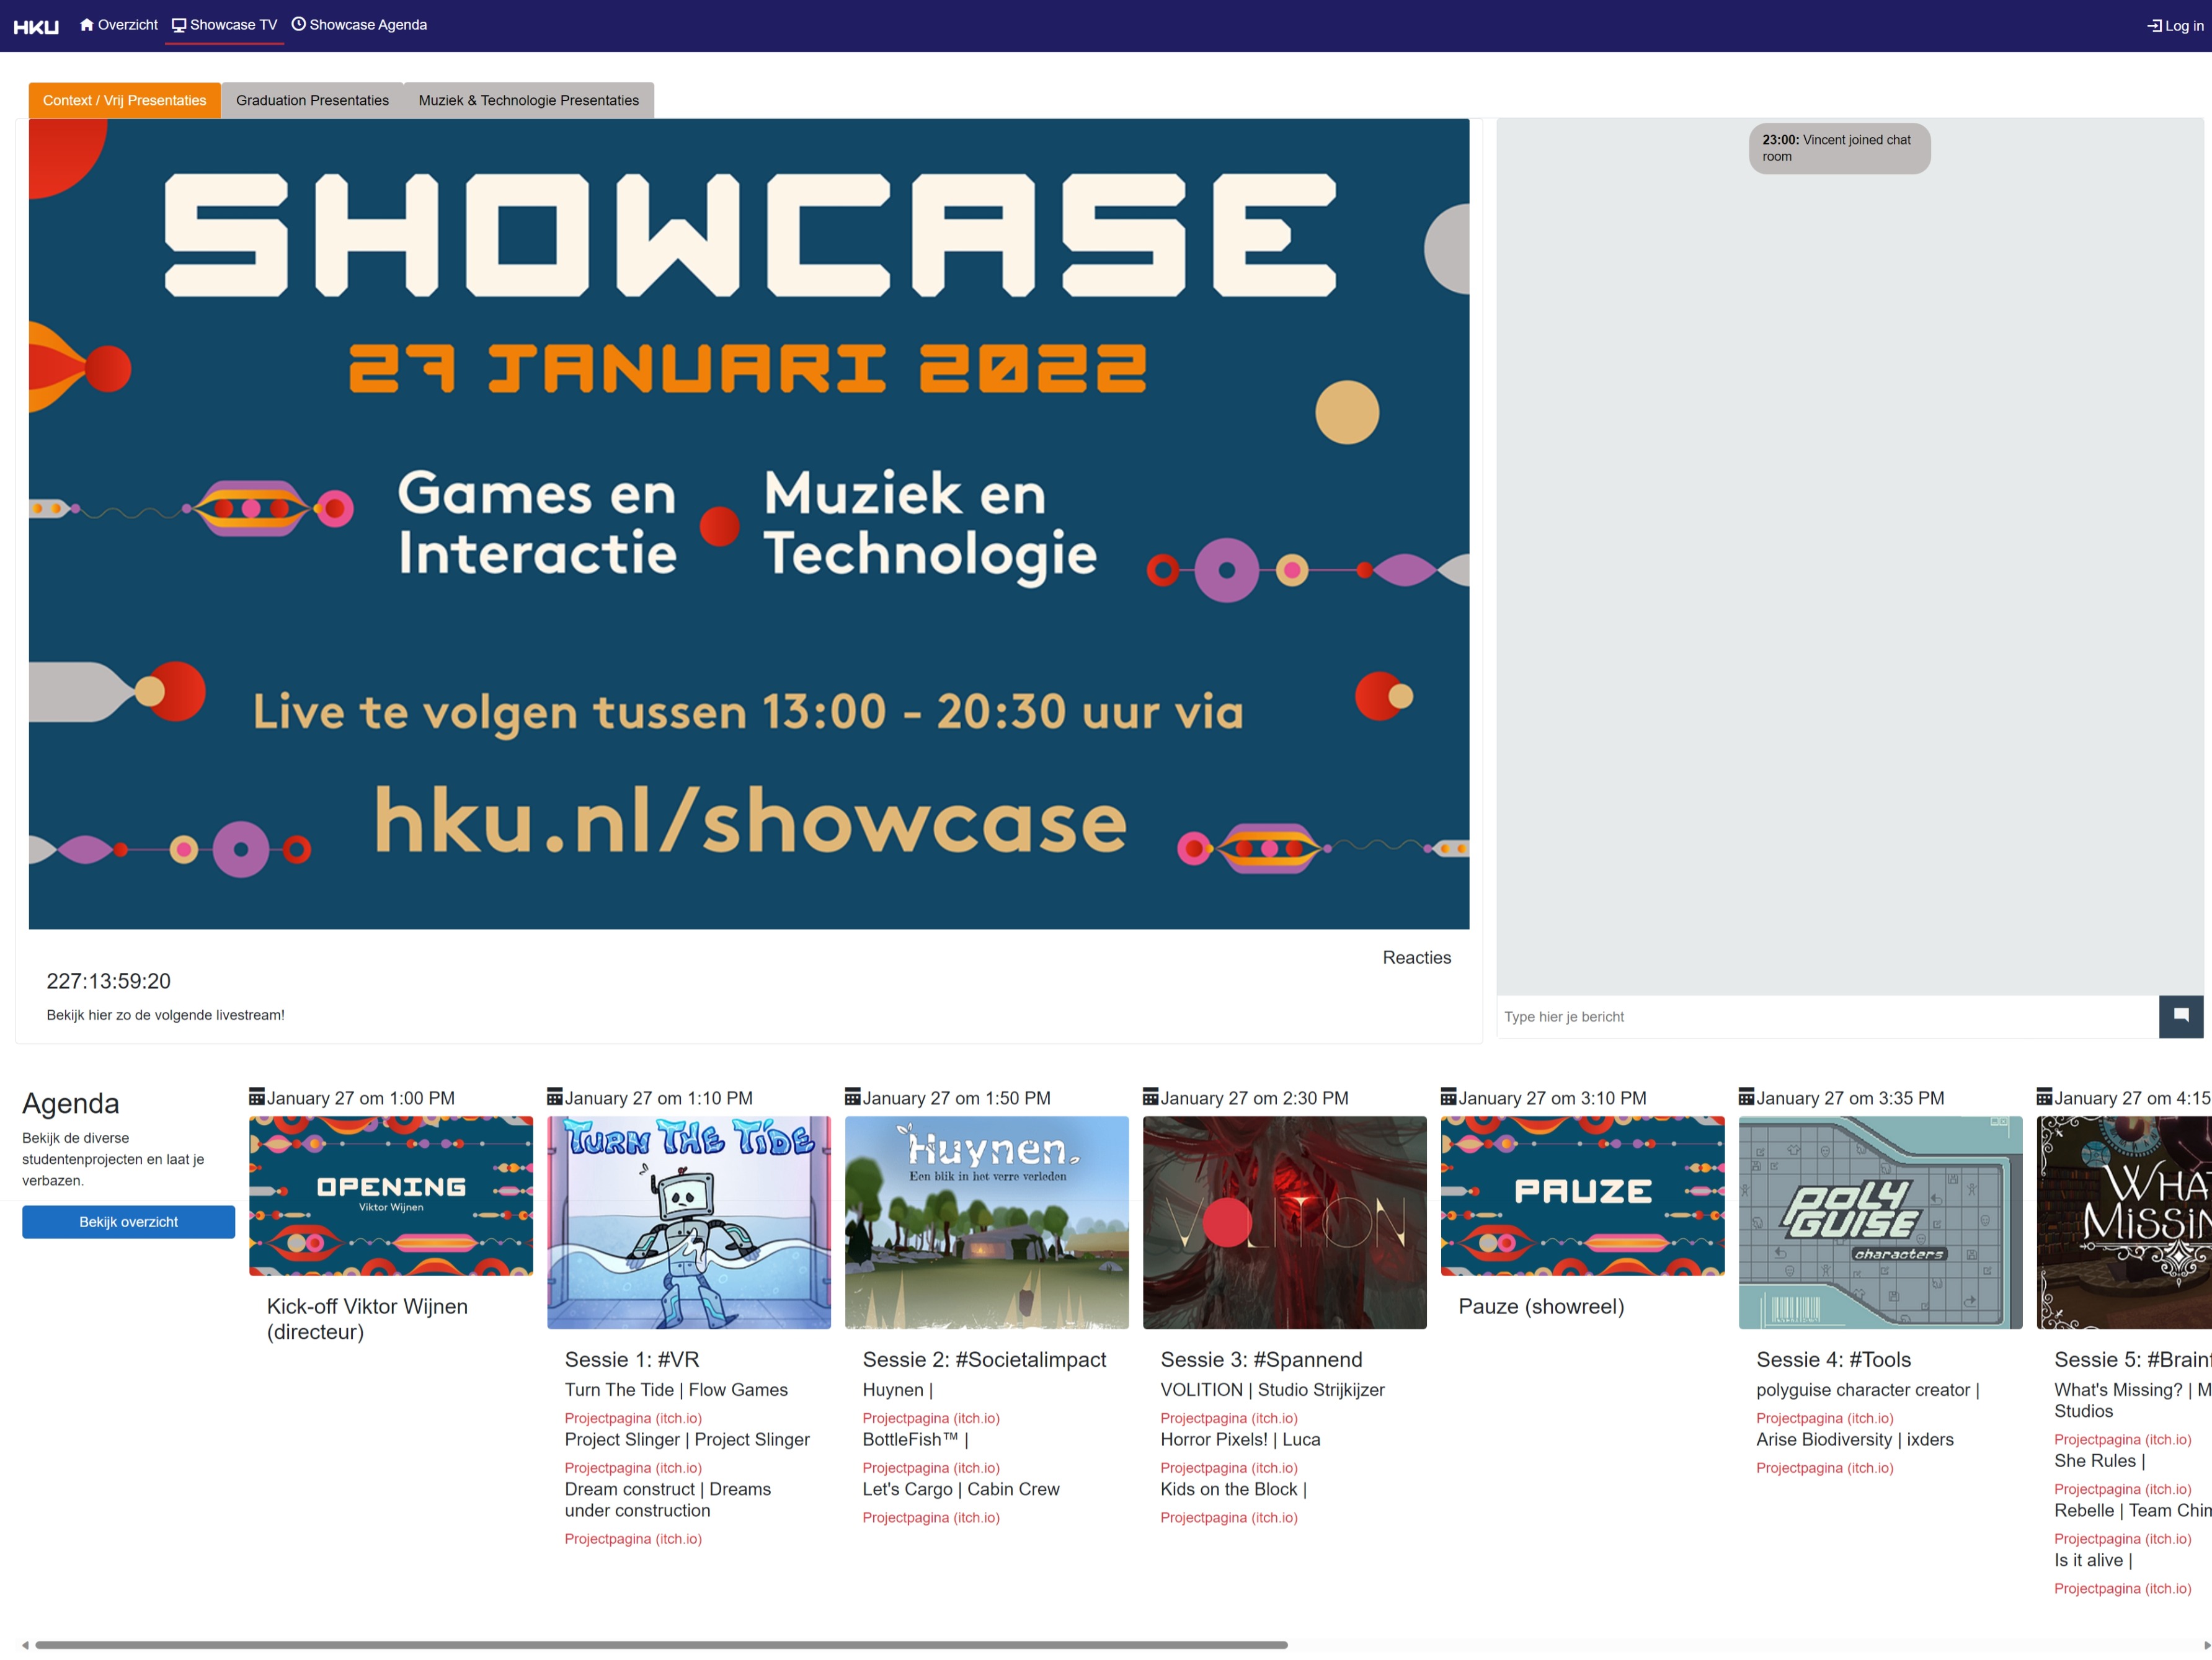 HKU Overzicht Showcase TV Showcase Agenda Log in
Context / Vrij Presentaties Graduation Presentaties Muziek & Technologie Presentaties
SHOWCASE
27 JANUARI 2022
Games en
Interactie
Muziek en
Technologie
Live te volgen tussen 13:00 - 20:30 uur via
hku.nl/showcase
23:00: Vincent joined chat
room
Reacties
227:13:59:20
Bekijk hier zo de volgende livestream!
Type hier je bericht
Agenda
Bekijk de diverse
studentenprojecten en laat je
verbazen.
Bekijk overzicht
January 27 om 1:00 PM
OPENING
Viktor Wijnen
Kick-off Viktor Wijnen
(directeur)
January 27 om 1:10 PM
TURN THE TIDE
Sessie 1: #VR
Turn The Tide | Flow Games
Projectpagina (itch.io)
Project Slinger | Project Slinger
Projectpagina (itch.io)
Dream construct | Dreams
under construction
Projectpagina (itch.io)
January 27 om 1:50 PM
Huynen.
Een blik in het verre verleden
Sessie 2: #Societalimpact
Huynen |
Projectpagina (itch.io)
BottleFish™ |
Projectpagina (itch.io)
Let's Cargo | Cabin Crew
Projectpagina (itch.io)
January 27 om 2:30 PM
VOLITION
Sessie 3: #Spannend
VOLITION | Studio Strijkijzer
Projectpagina (itch.io)
Horror Pixels! | Luca
Projectpagina (itch.io)
Kids on the Block |
Projectpagina (itch.io)
January 27 om 3:10 PM
PAUZE
Pauze (showreel)
January 27 om 3:35 PM
POLY
GUISE
characters
Sessie 4: #Tools
polyguise character creator |
Projectpagina (itch.io)
Arise Biodiversity | ixders
Projectpagina (itch.io)
January 27 om 4:15
WHA
MISSIN
Sessie 5: #Brain
What's Missing? | M
Studios
Projectpagina (itch.io)
She Rules |
Projectpagina (itch.io)
Rebelle | Team Chim
Projectpagina (itch.io)
Is it alive |
Projectpagina (itch.io)